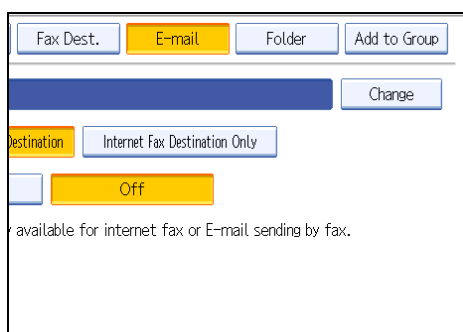 Fax Dest. E-mail Folder Add to Group
Change
Destination Internet Fax Destination Only
Off
available for internet fax or E-mail sending by fax.